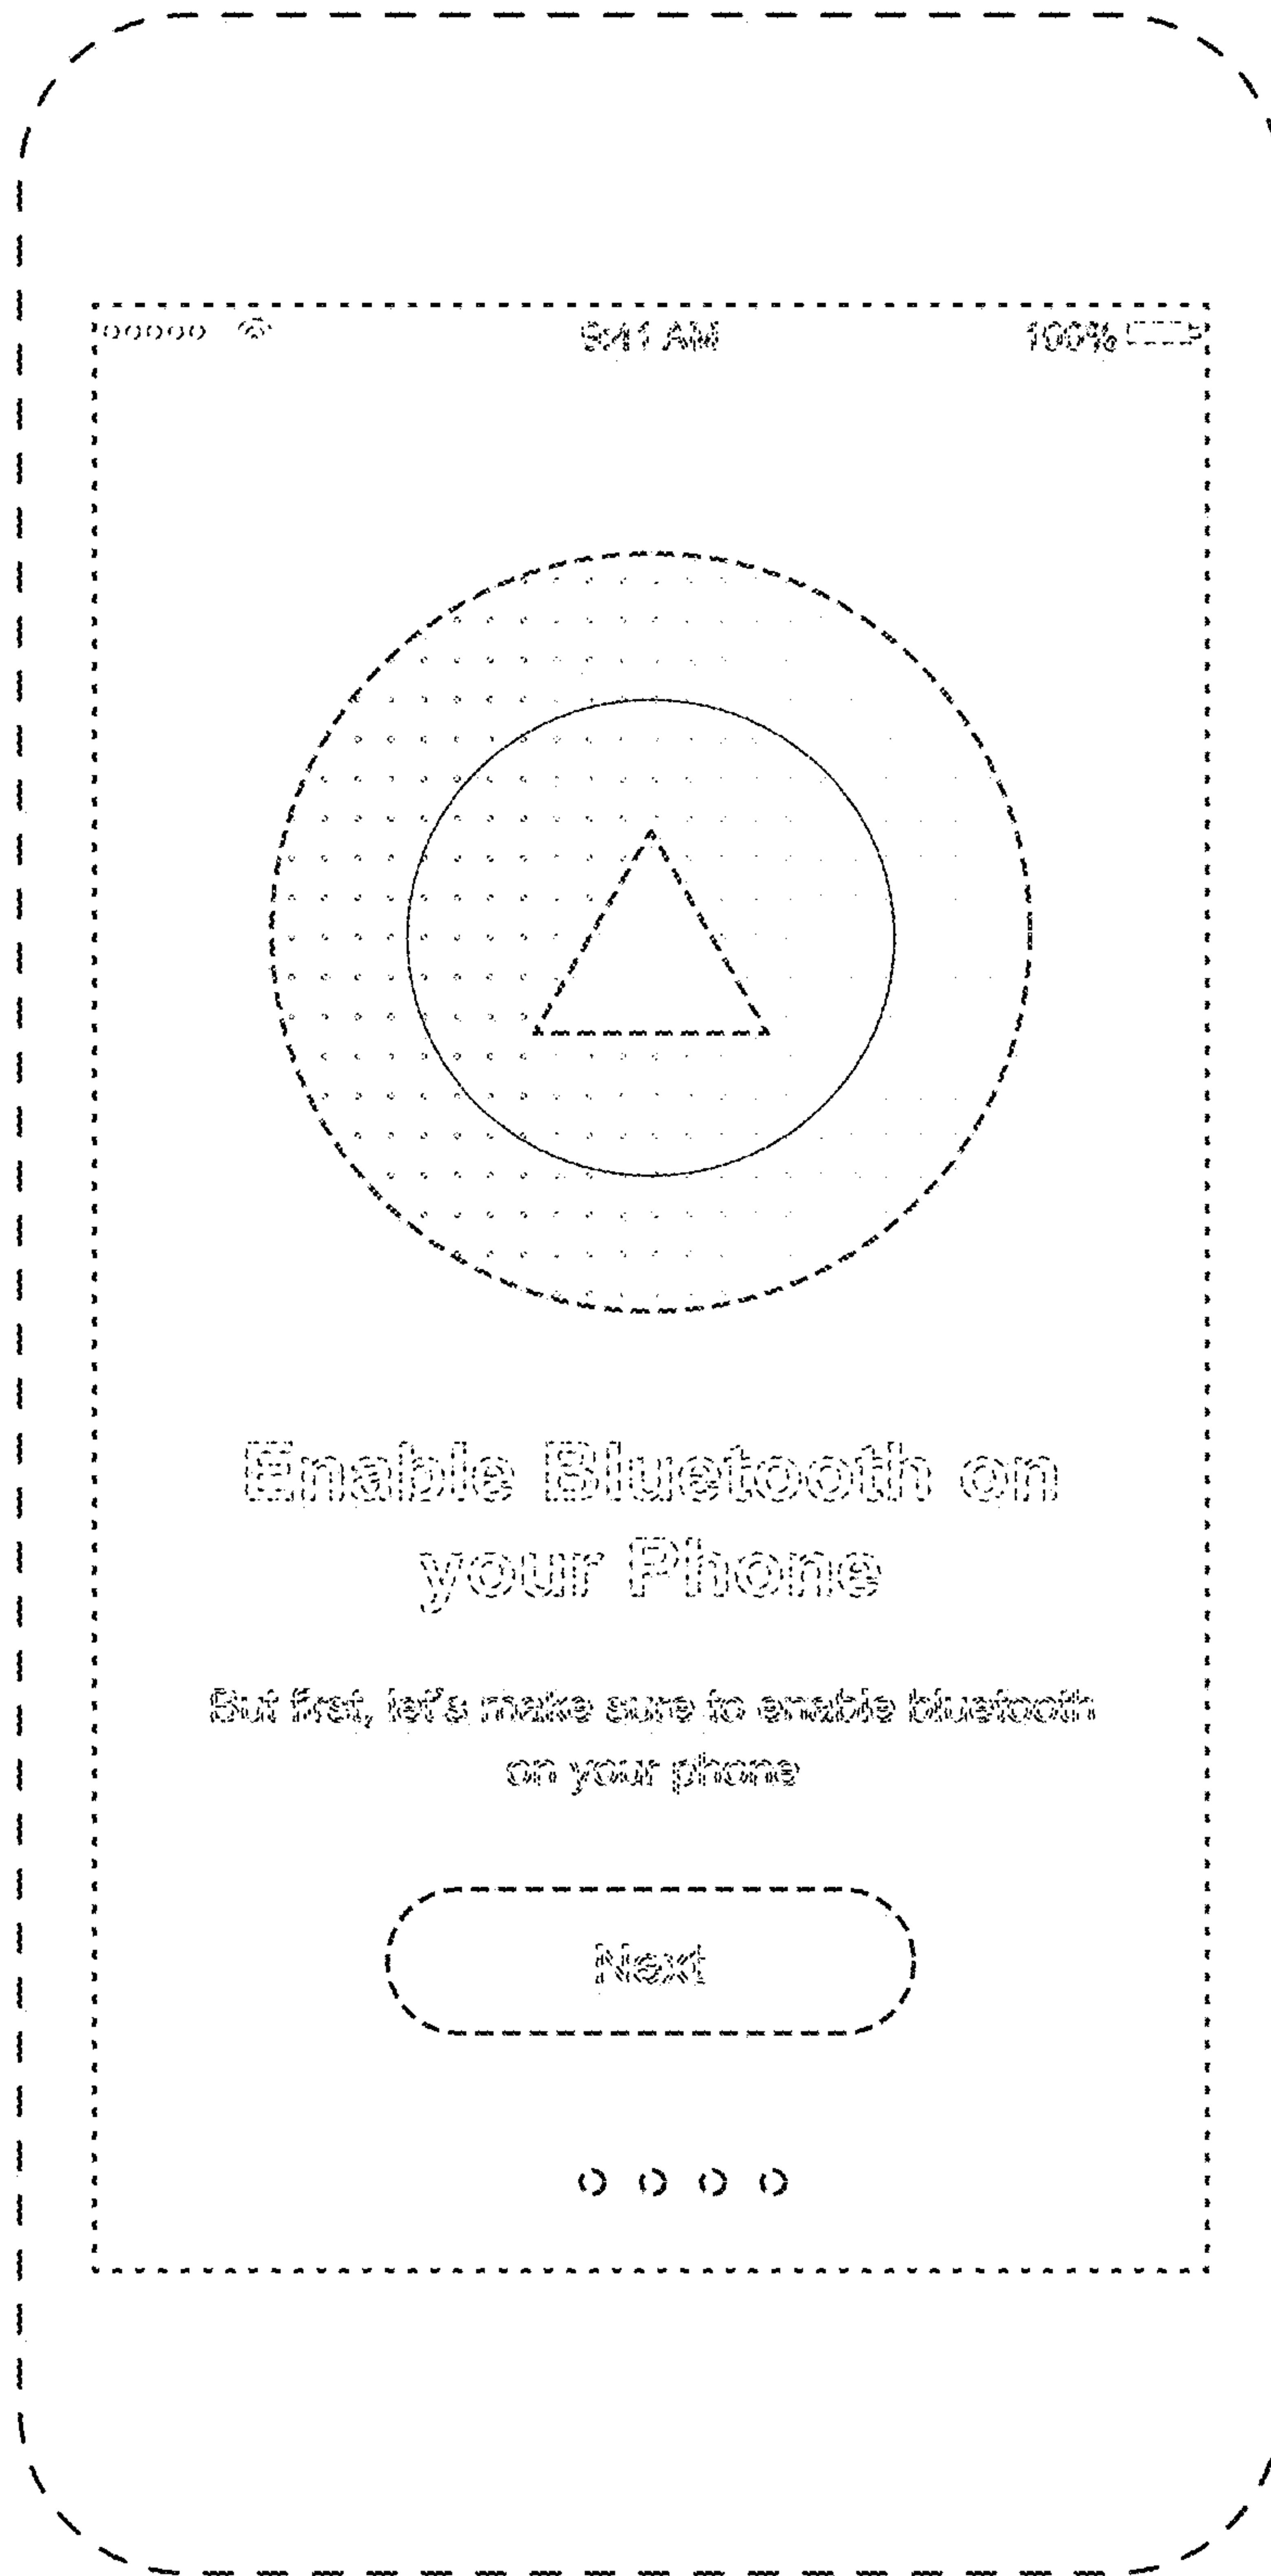 9:41 AM 100%
Enable Bluetooth on
your Phone
But first, let's make sure to enable bluetooth
on your phone
Next